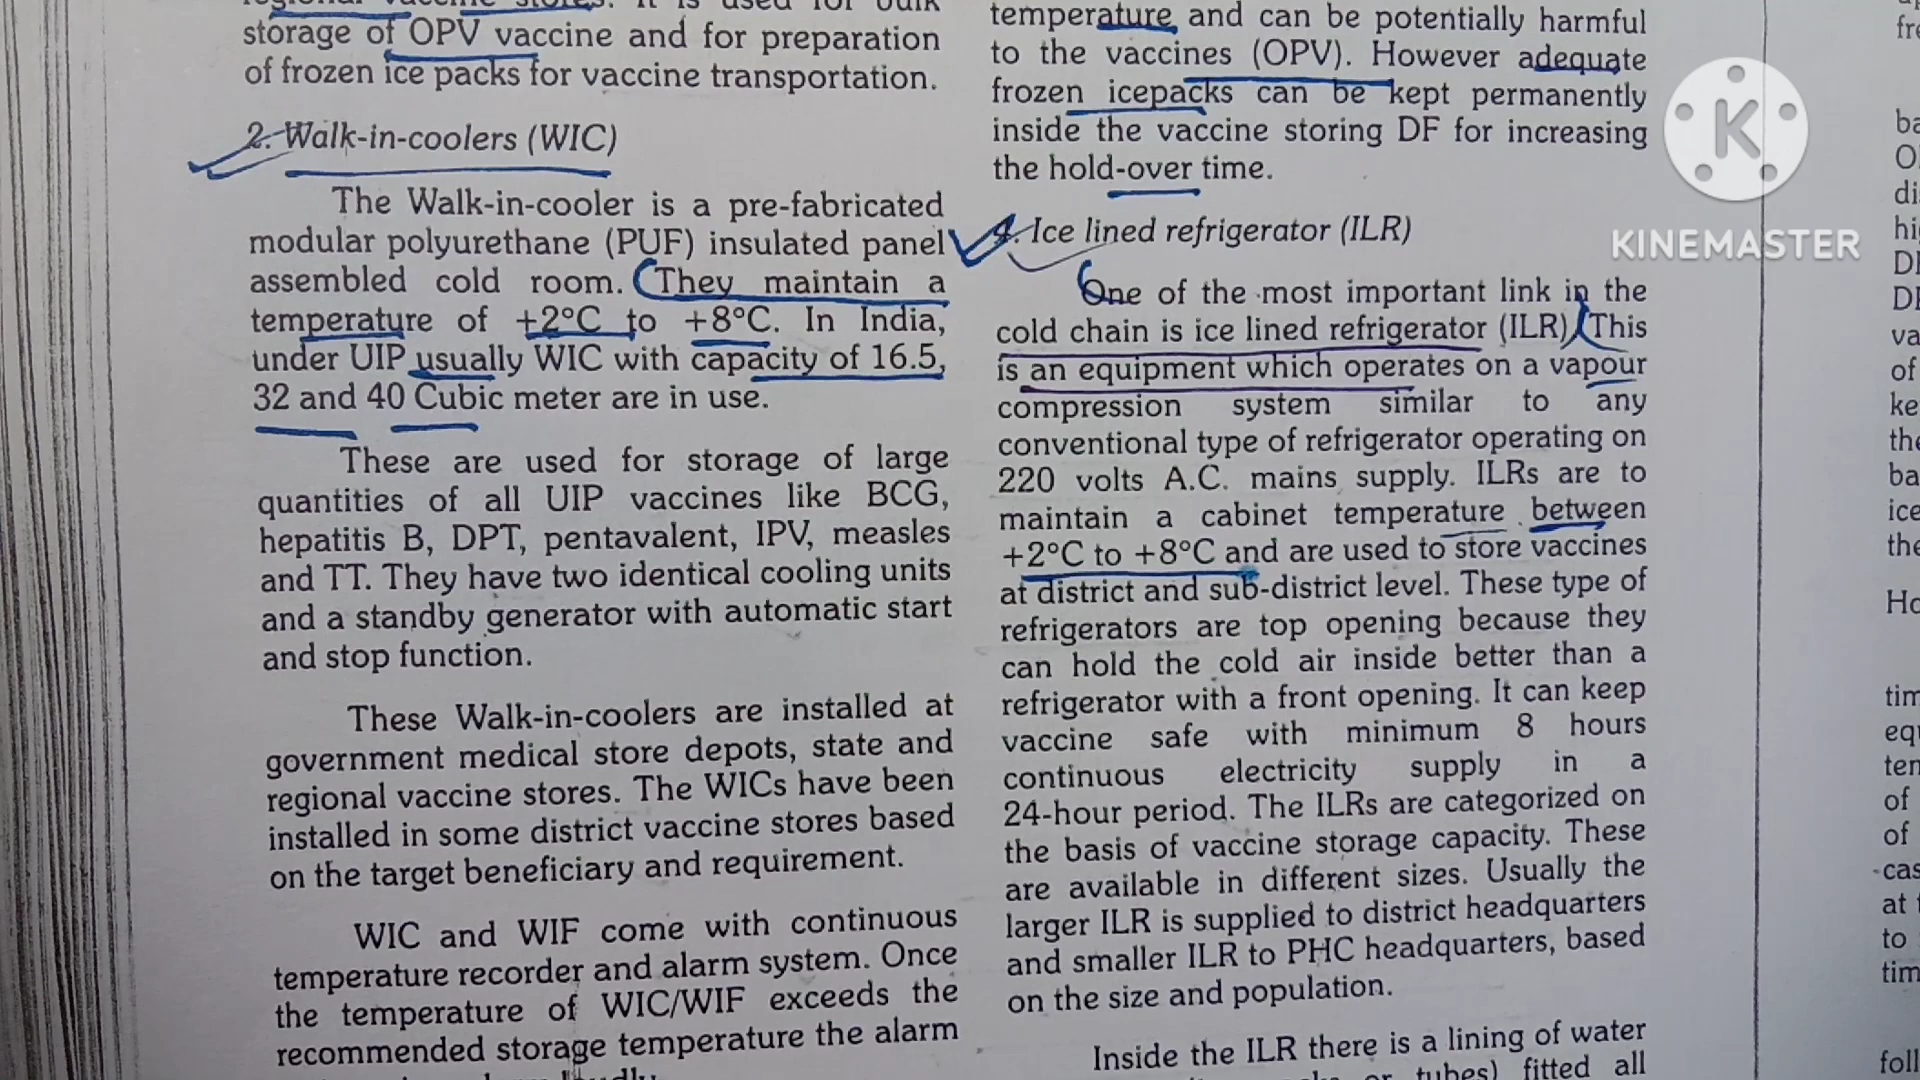 storage of OPV vaccine and for preparation
of frozen ice packs for vaccine transportation.
2. Walk-in-coolers (WIC)
The Walk-in-cooler is a pre-fabricated
modular polyurethane (PUF) insulated panel
assembled cold room. They maintain a
temperature of +2°C to +8°C. In India,
under UIP usually WIC with capacity of 16.5,
32 and 40 Cubic meter are in use.
These are used for storage of large
quantities of all UIP vaccines like BCG,
hepatitis B, DPT, pentavalent, IPV, measles
and TT. They have two identical cooling units
and a standby generator with automatic start
and stop function.
These Walk-in-coolers are installed at
government medical store depots, state and
regional vaccine stores. The WICs have been
installed in some district vaccine stores based
on the target beneficiary and requirement.
WIC and WIF come with continuous
temperature recorder and alarm system. Once
the temperature of WIC/WIF exceeds the
recommended storage temperature the alarm
temperature and can be potentially harmful
to the vaccines (OPV). However adequate
frozen icepacks can be kept permanently
inside the vaccine storing DF for increasing
the hold-over time.
4. Ice lined refrigerator (ILR)
One of the most important link in the
cold chain is ice lined refrigerator (ILR). This
is an equipment which operates on a vapour
compression system similar to any
conventional type of refrigerator operating on
220 volts A.C. mains supply. ILRs are to
maintain a cabinet temperature between
+2°C to +8°C and are used to store vaccines
at district and sub-district level. These type of
refrigerators are top opening because they
can hold the cold air inside better than a
refrigerator with a front opening. It can keep
vaccine safe with minimum 8 hours
continuous electricity supply in a
24-hour period. The ILRs are categorized on
the basis of vaccine storage capacity. These
are available in different sizes. Usually the
larger ILR is supplied to district headquarters
and smaller ILR to PHC headquarters, based
on the size and population.
Inside the ILR there is a lining of water
tubes) fitted all
K
KINEMASTER